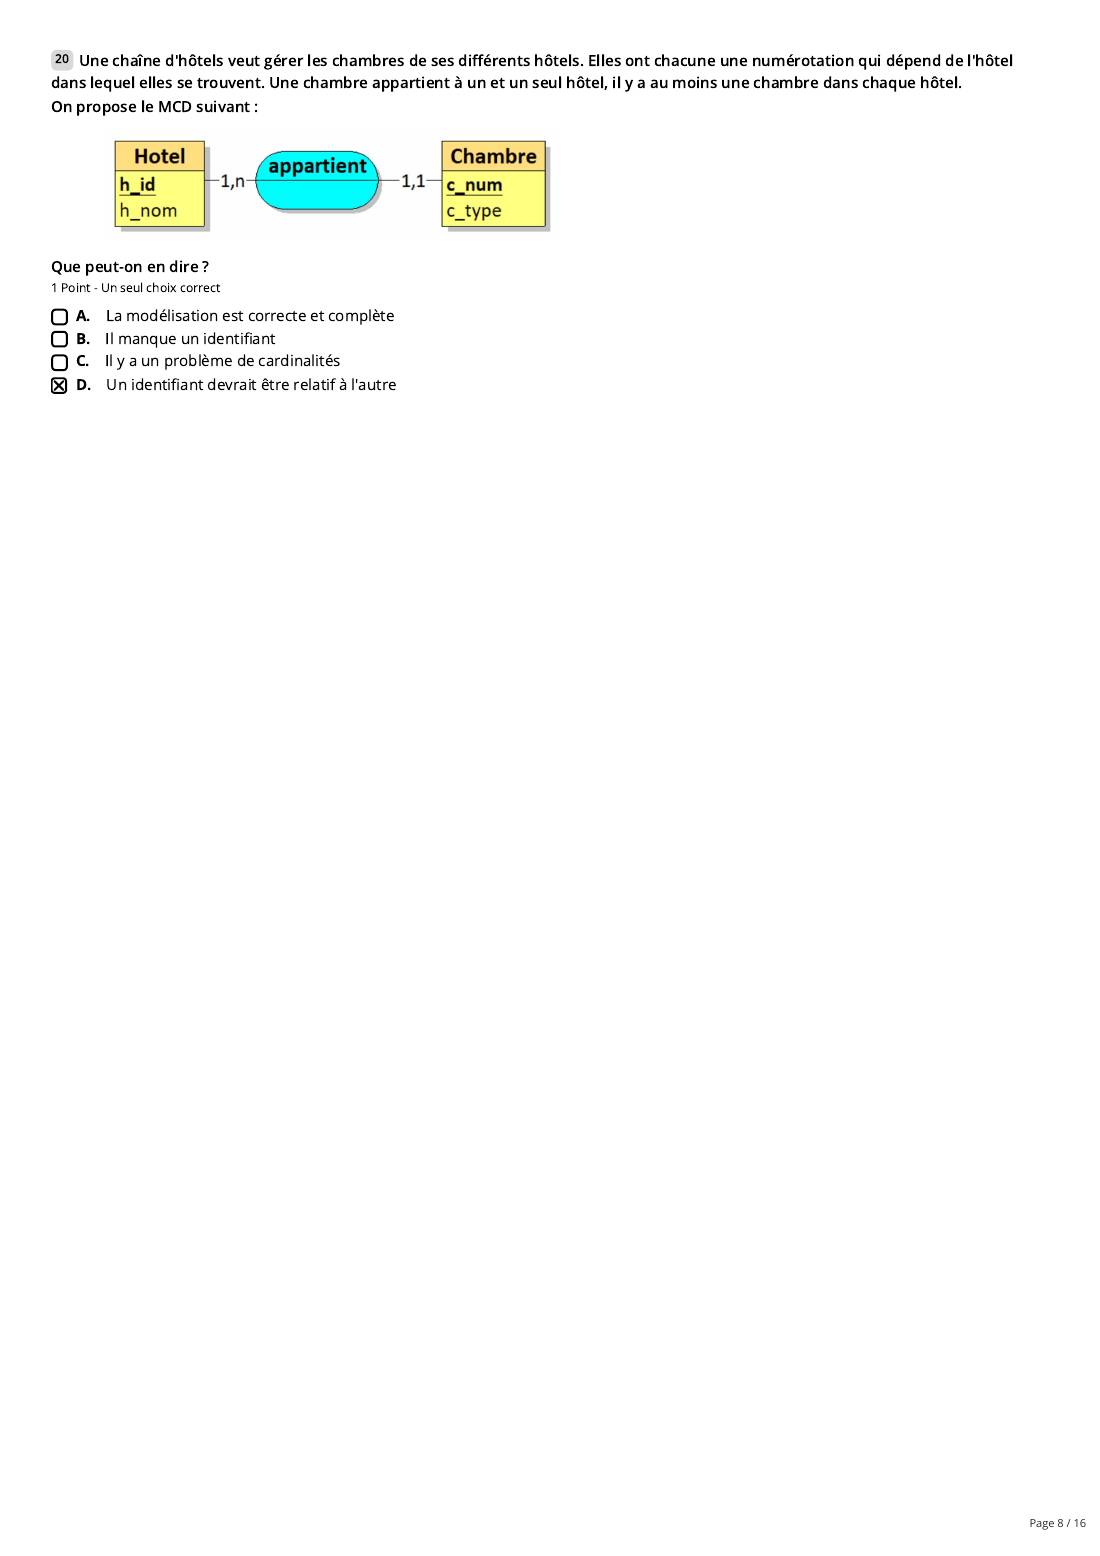 20 Une chaîne d'hôtels veut gérer les chambres de ses différents hôtels. Elles ont chacune une numérotation qui dépend de l'hôtel
dans lequel elles se trouvent. Une chambre appartient à un et un seul hôtel, il y a au moins une chambre dans chaque hôtel.
On propose le MCD suivant :
Hotel
h_id
h_nom
1,n
appartient
1,1
Chambre
c_num
c_type
Que peut-on en dire ?
1 Point - Un seul choix correct
A. La modélisation est correcte et complète
B. Il manque un identifiant
C. Il y a un problème de cardinalités
D. Un identifiant devrait être relatif à l'autre
Page 8 / 16